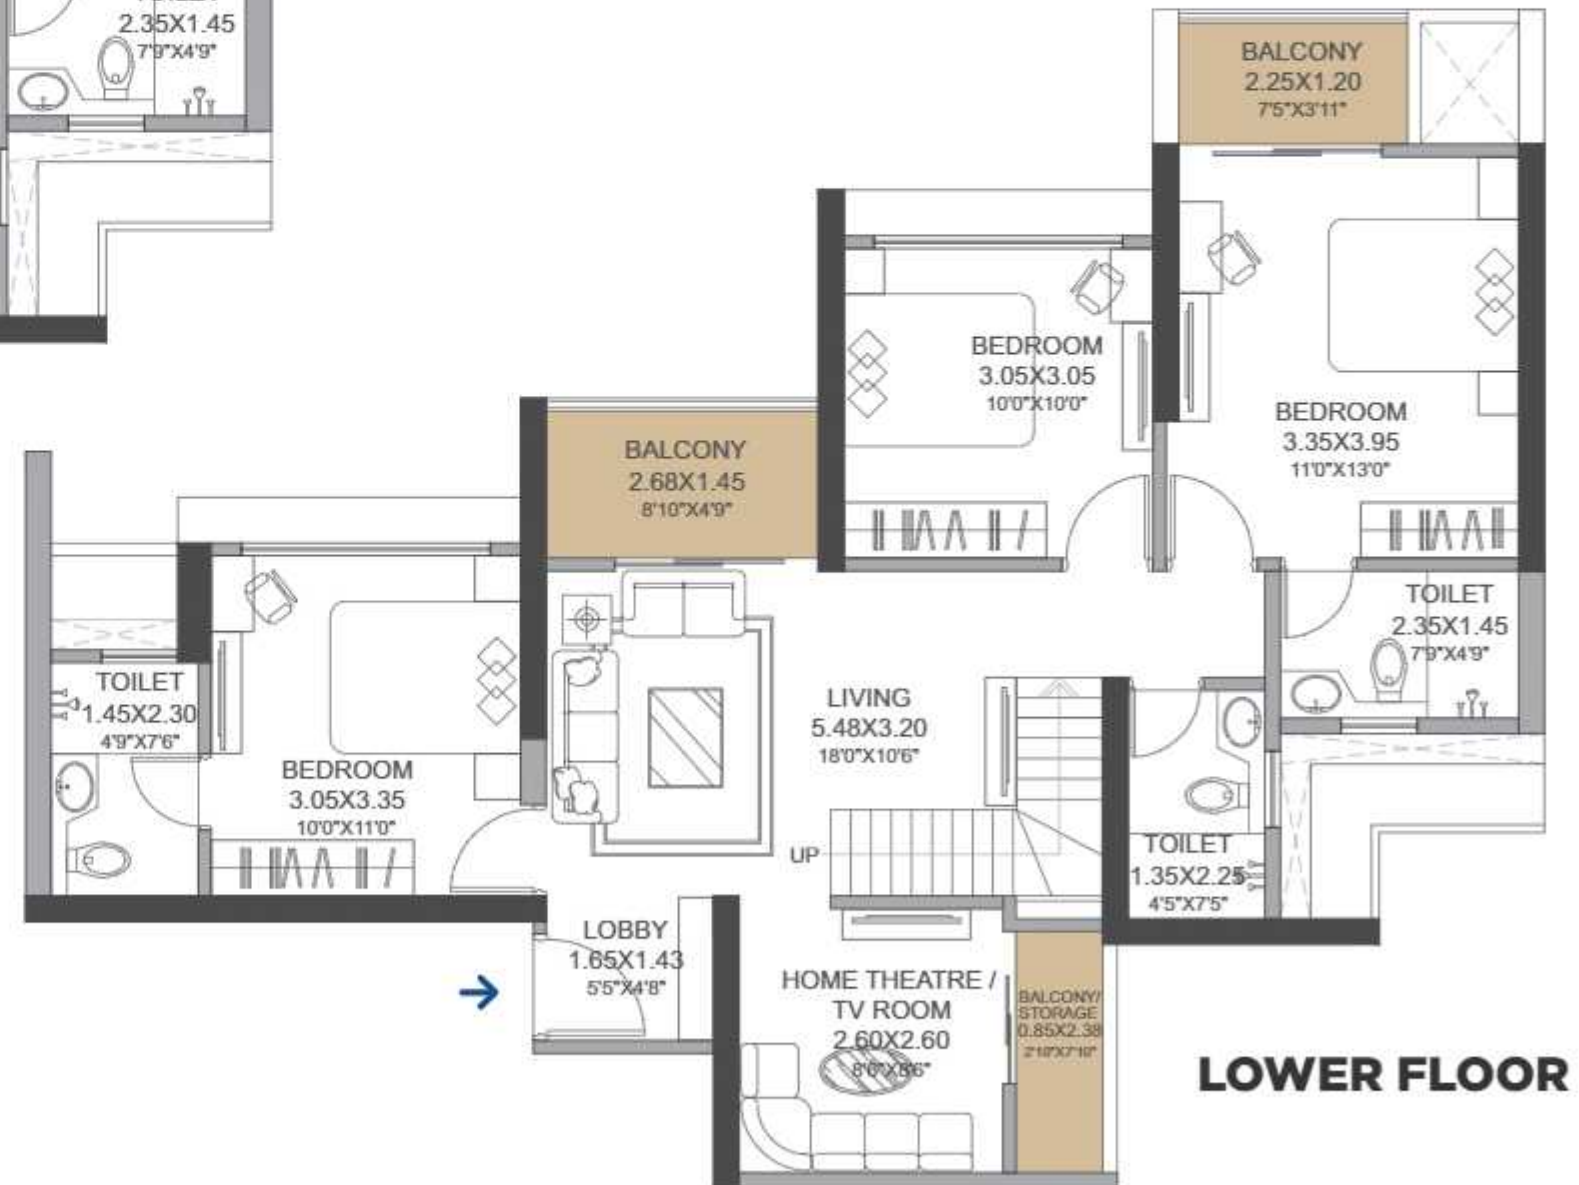 2.35X1.45
7'9"X4'9"
BALCONY
2.25X1.20
7'5"X3'11"
BEDROOM
3.05X3.05
10'0"X10'0"
BEDROOM
3.35X3.95
11'0"X13'0"
BALCONY
2.68X1.45
8'10"X4'9"
TOILET
2.35X1.45
7'9"X4'9"
TOILET
1.45X2.30
4'9"X7'6"
BEDROOM
3.05X3.35
10'0"X11'0"
LIVING
5.48X3.20
18'0"X10'6"
UP
TOILET
1.35X2.25
4'5"X7'5"
LOBBY
1.65X1.43
5'5"X4'8"
HOME THEATRE /
TV ROOM
2.60X2.60
8'6"X8'6"
BALCONY/
STORAGE
0.85X2.38
2'10"X7'10"
LOWER FLOOR